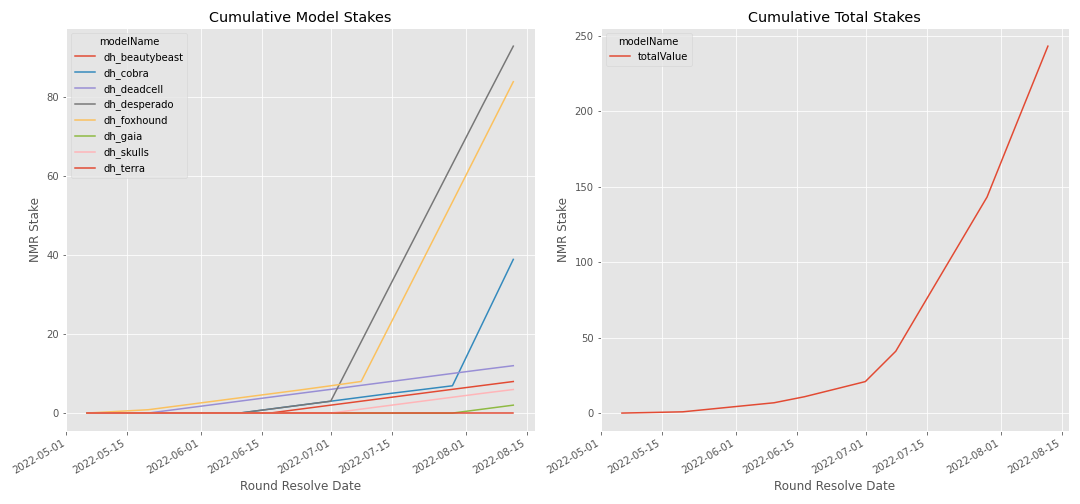 Cumulative Model Stakes
modelName
dh_beautybeast
dh_cobra
dh_deadcell
dh_desperado
dh_foxhound
dh_gaia
dh_skulls
dh_terra
80
60
40
20
0
NMR Stake
2022-05-01
2022-05-15
2022-06-01
2022-06-15
2022-07-01
2022-07-15
2022-08-01
2022-08-15
Round Resolve Date
Cumulative Total Stakes
modelName
totalValue
250
200
150
100
50
0
NMR Stake
2022-05-01
2022-05-15
2022-06-01
2022-06-15
2022-07-01
2022-07-15
2022-08-01
2022-08-15
Round Resolve Date